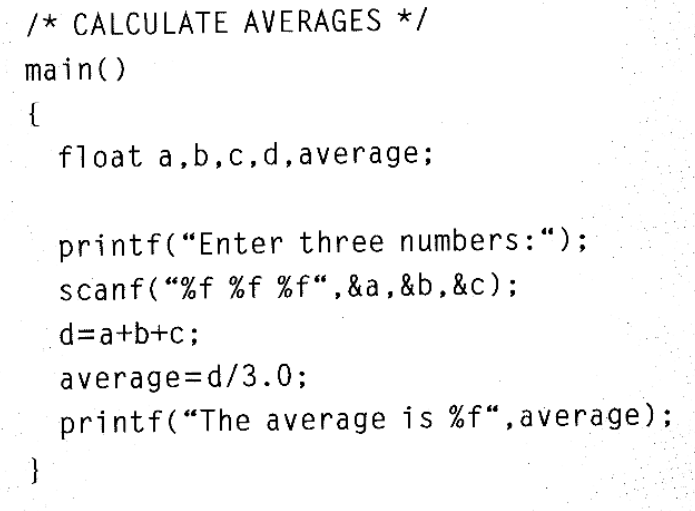 /* CALCULATE AVERAGES */
main()
{
float a,b,c,d,average;
printf(“Enter three numbers:“);
scanf(“%f %f %f“,&a,&b,&c);
d=a+b+c;
average=d/3.0;
printf(“The average is %f“,average);
}